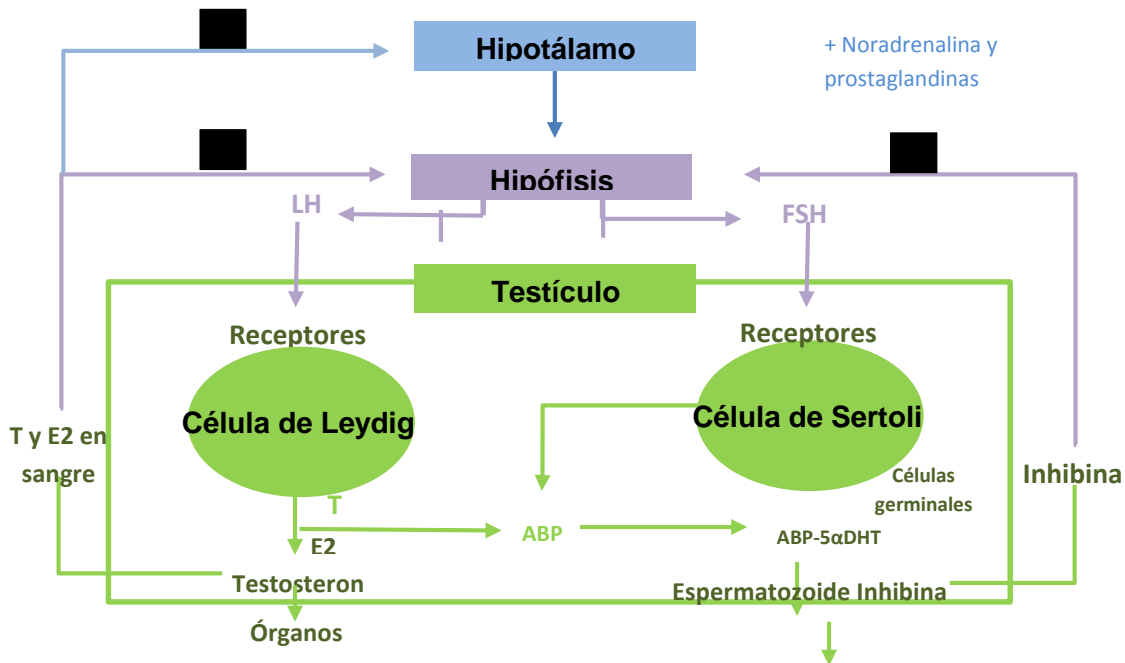 Hipotálamo
+ Noradrenalina y
prostaglandinas
Hipófisis
LH
FSH
Testículo
Receptores
Receptores
Célula de Leydig
Célula de Sertoli
T y E2 en
sangre
Células
germinales
Inhibina
T
E2
ABP
ABP-5αDHT
Testosteron
Espermatozoide Inhibina
Órganos